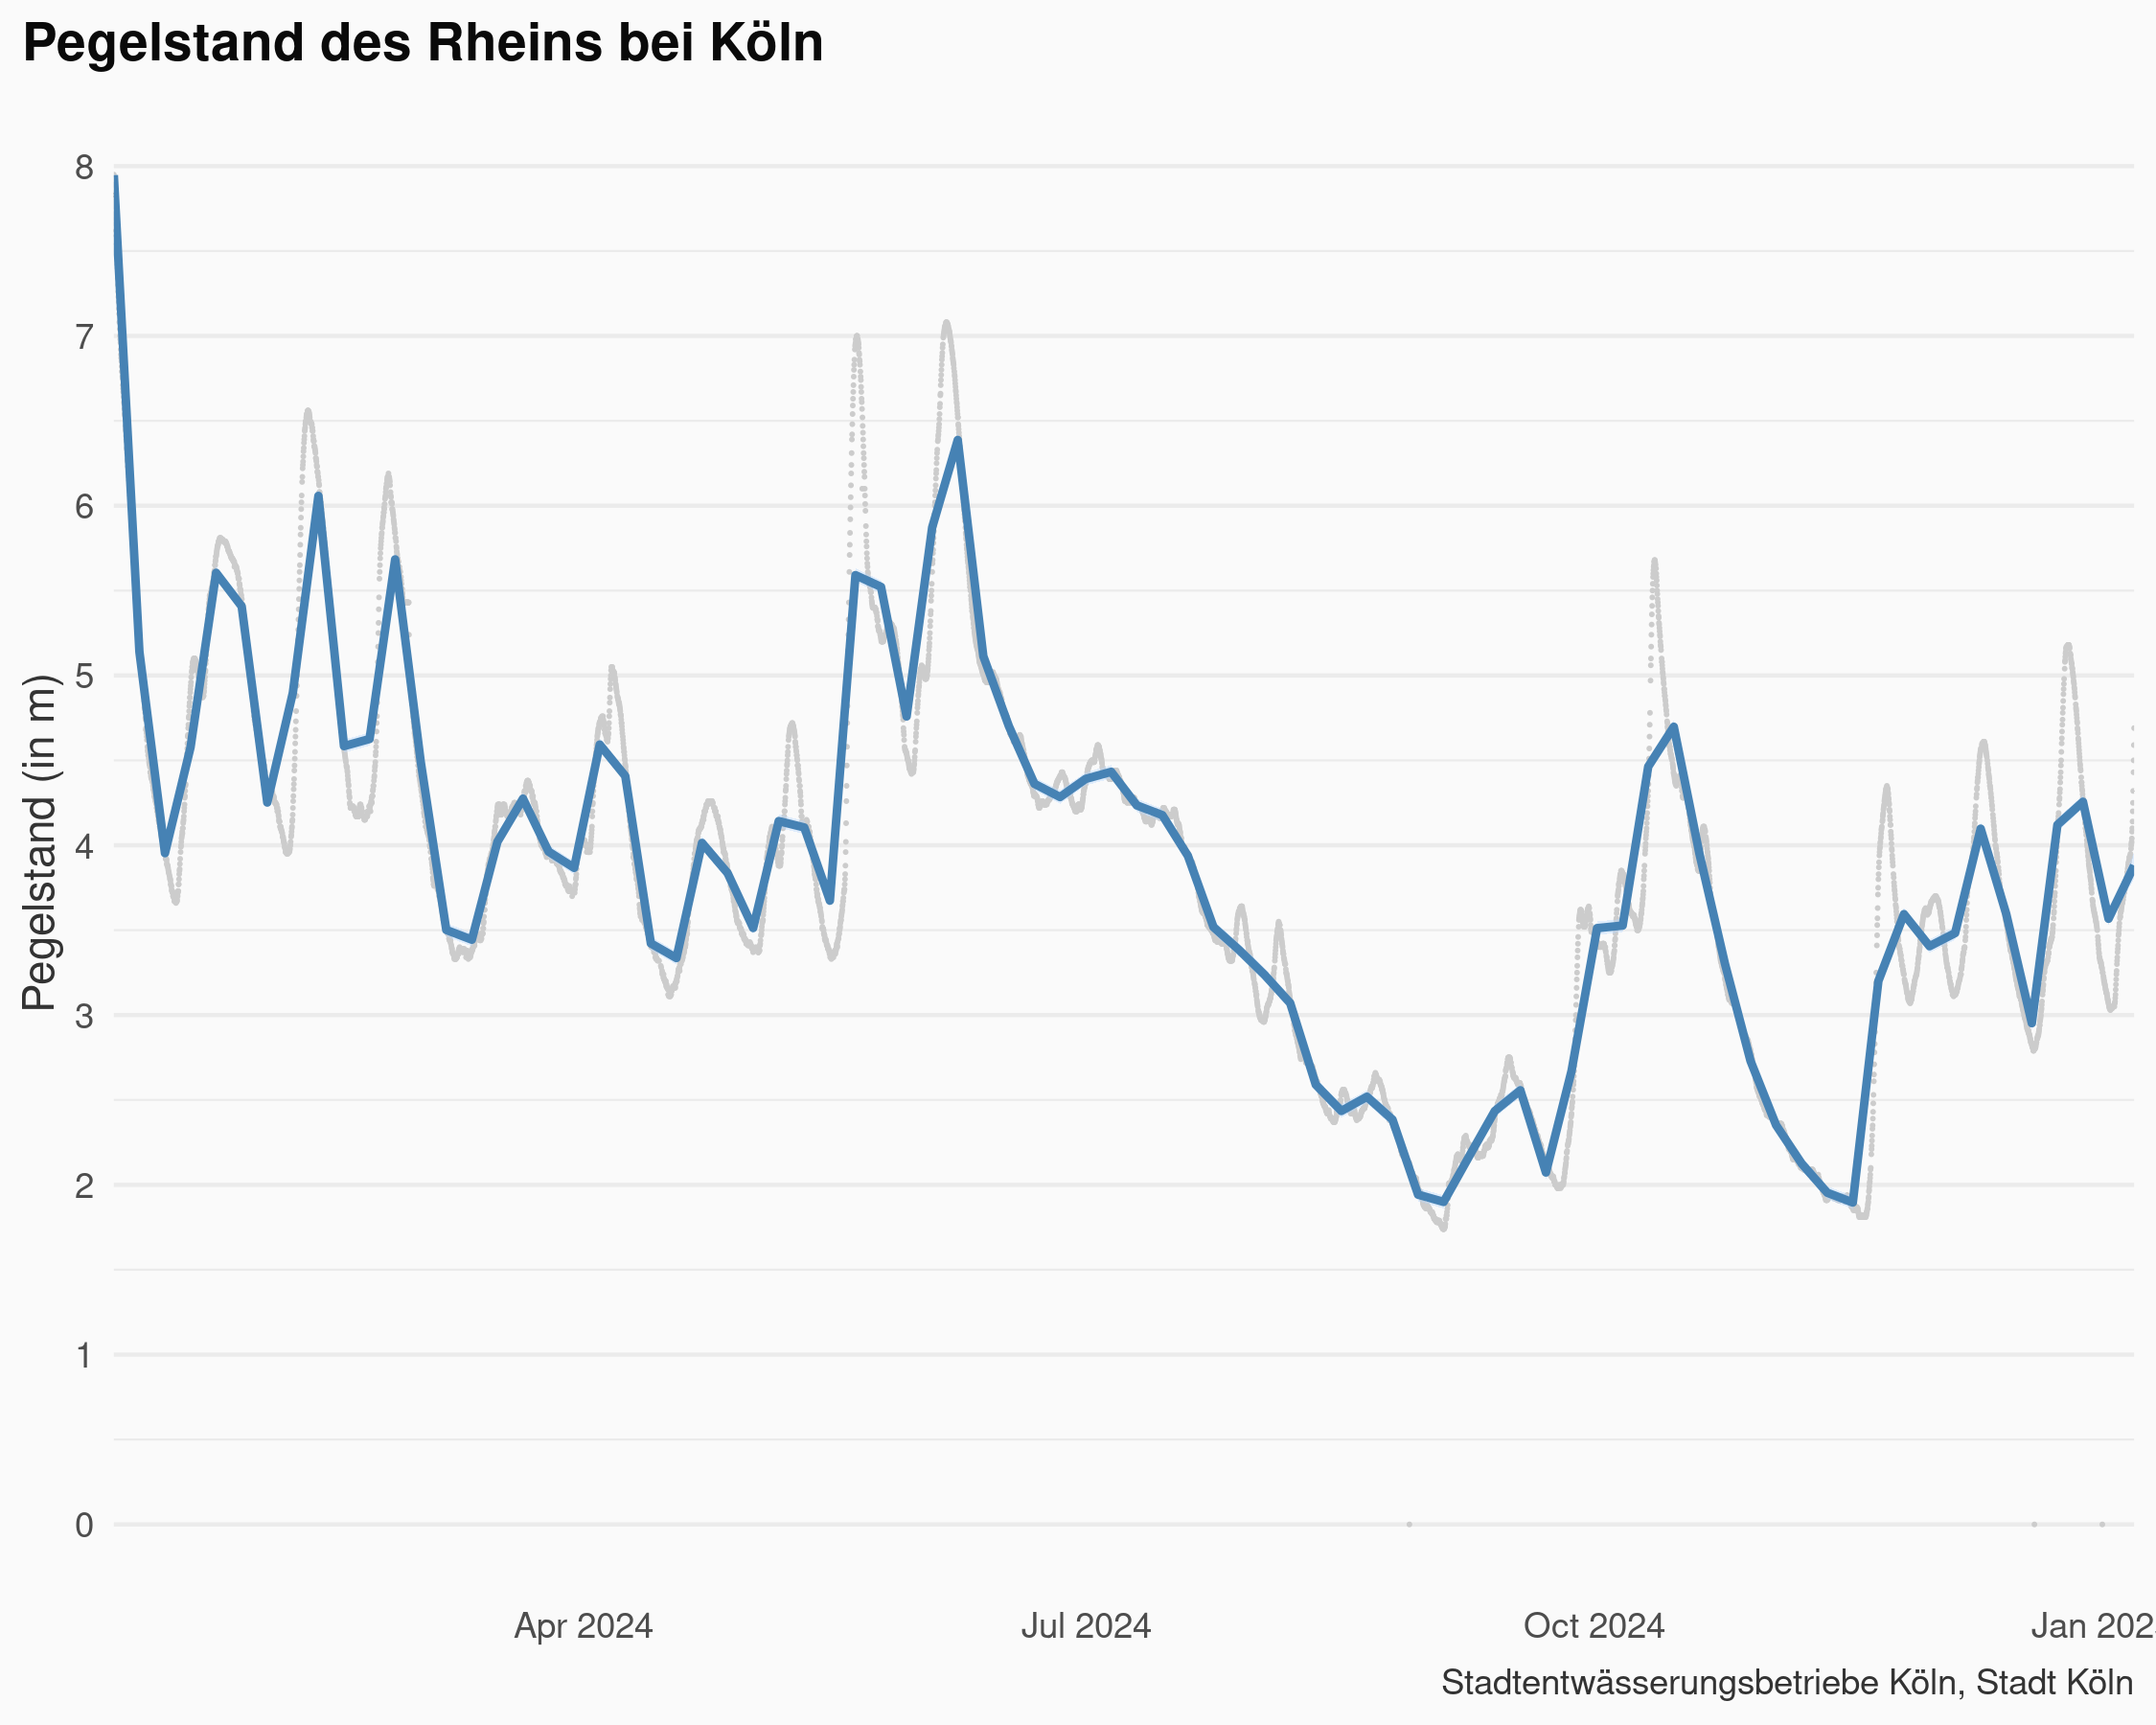 Pegelstand des Rheins bei Köln
8
7
6
5
4
3
2
1
0
Pegelstand (in m)
Apr 2024
Jul 2024
Oct 2024
Jan 202
Stadtentwässerungsbetriebe Köln, Stadt Köln